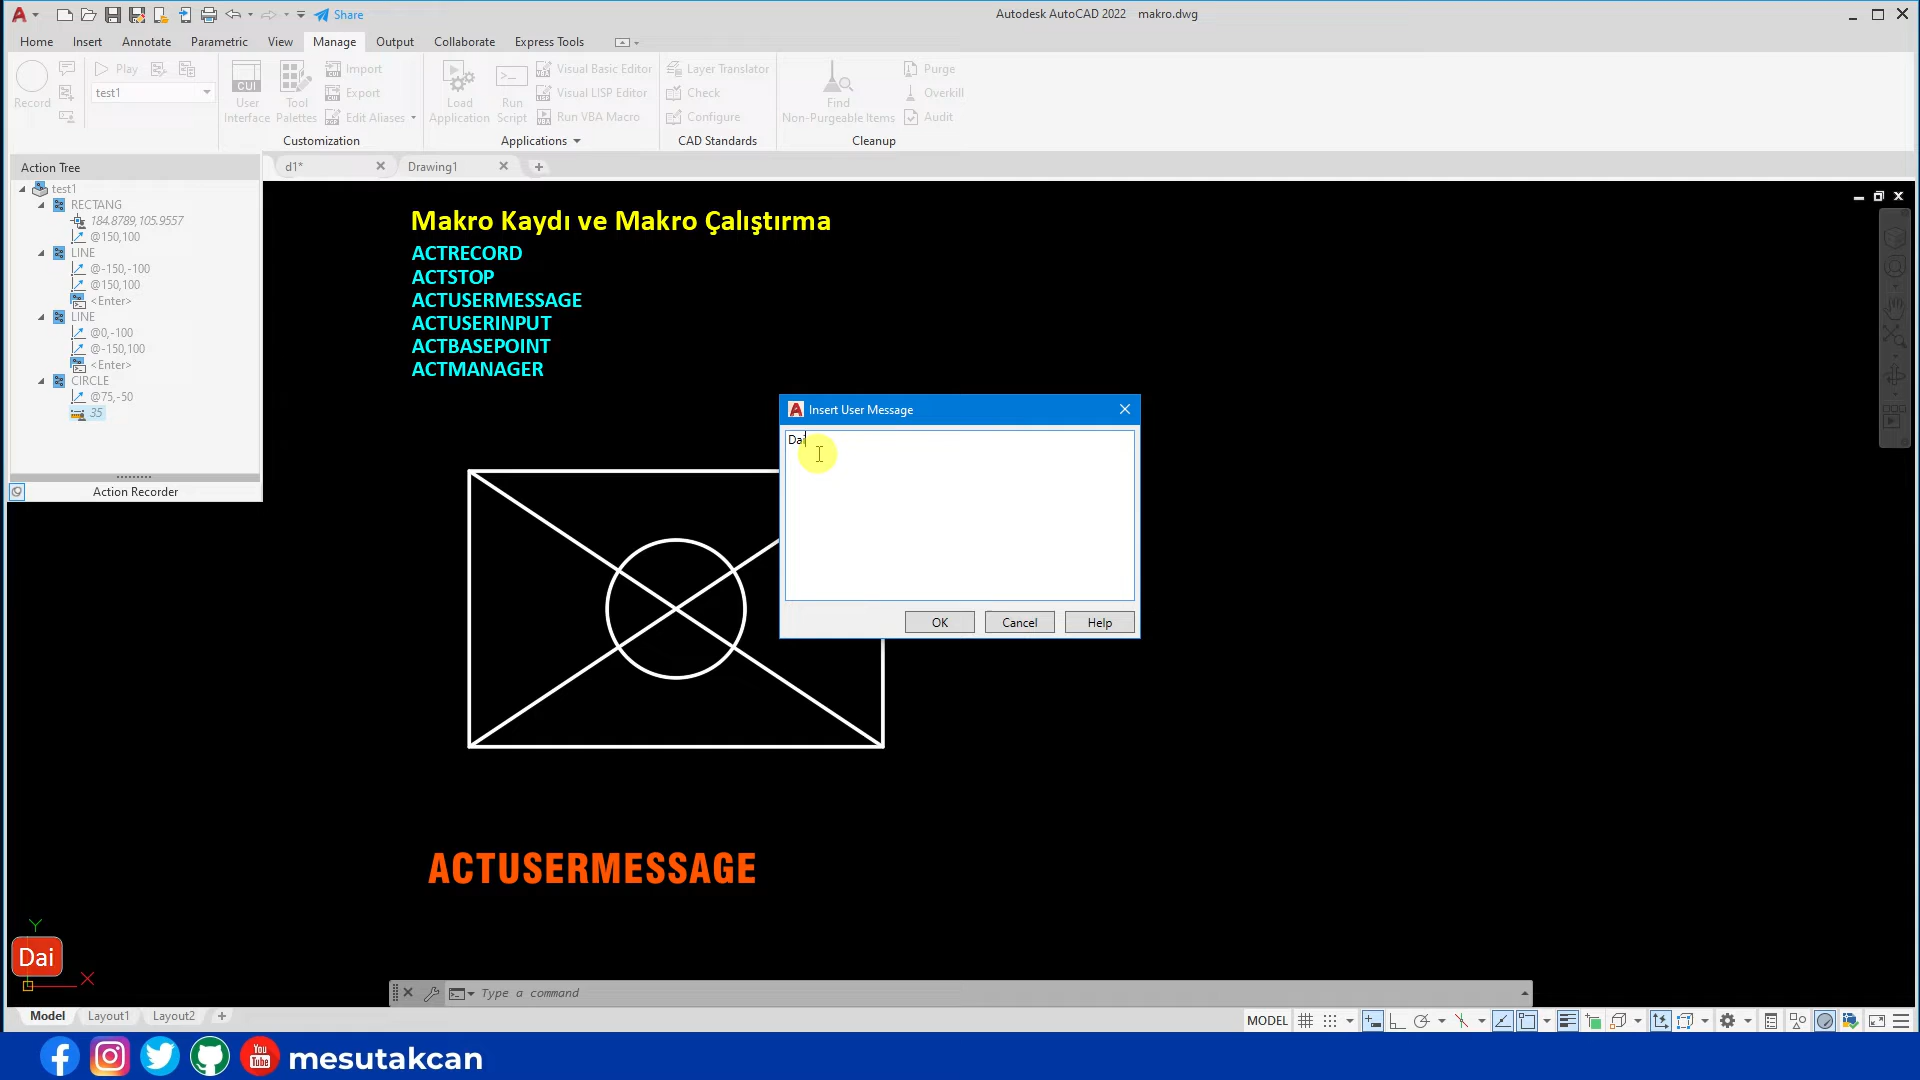 Share
Autodesk AutoCAD 2022 makro.dwg
Home Insert Annotate Parametric View Manage Output Collaborate Express Tools
Record
Play
test1
CUI
User Interface
Tool Palettes
Import
Export
Edit Aliases
Customization
Load Application
Run Script
Visual Basic Editor
Visual LISP Editor
Run VBA Macro
Applications
Layer Translator
Check
Configure
CAD Standards
Find Non-Purgeable Items
Purge
Overkill
Audit
Cleanup
d1*
Drawing1
Action Tree
test1
RECTANG
184.8789,105.9557
@150,100
LINE
@-150,-100
@150,100
<Enter>
LINE
@0,-100
@-150,100
<Enter>
CIRCLE
@75,-50
35
Action Recorder
Makro Kaydı ve Makro Çalıştırma
ACTRECORD
ACTSTOP
ACTUSERMESSAGE
ACTUSERINPUT
ACTBASEPOINT
ACTMANAGER
Insert User Message
Dai
OK Cancel Help
ACTUSERMESSAGE
Y
Dai
X
Type a command
Model Layout1 Layout2
MODEL
You Tube
mesutakcan